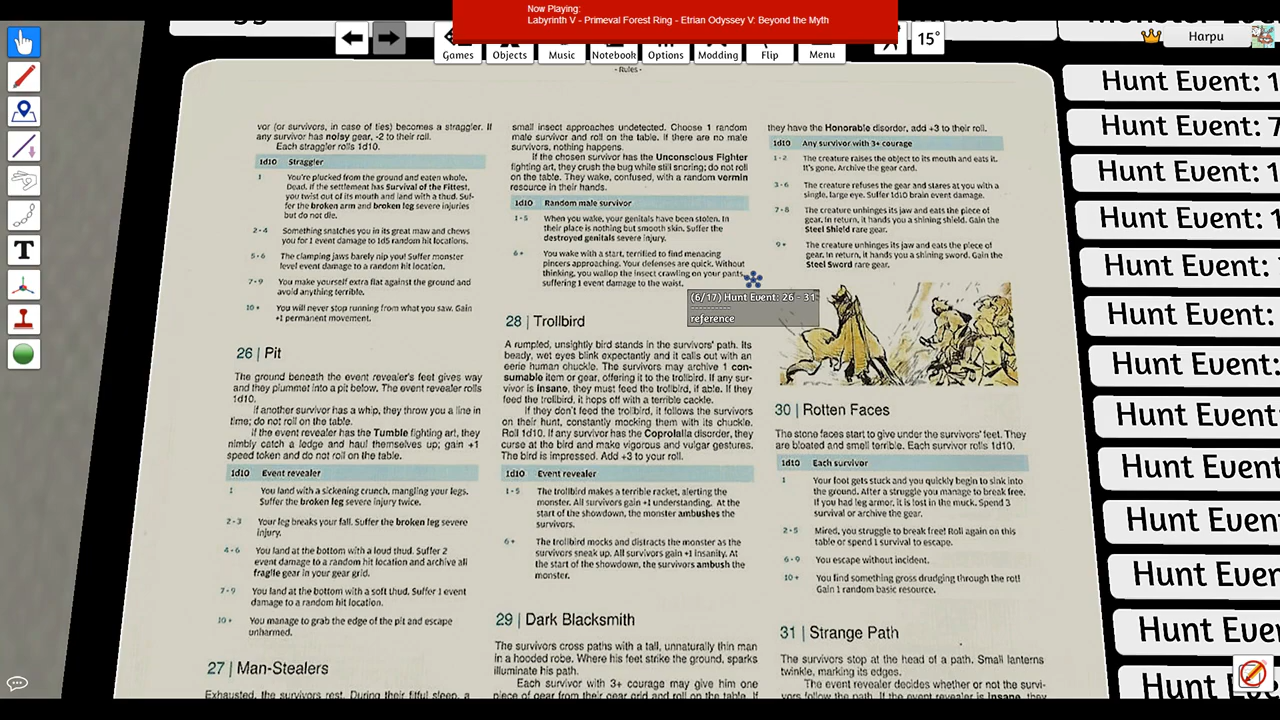 Now Playing:
Labyrinth V - Primeval Forest Ring - Etrian Odyssey V: Beyond the Myth
Games
Objects
Music
Notebook
Options
Modding
Flip
Menu
15°
Harpu
- Rules -
vor (or survivors, in case of ties) becomes a straggler. If
any survivor has noisy gear, -2 to their roll.
Each straggler rolls 1d10.
1d10 Straggler
1 You're plucked from the ground and eaten whole.
Dead. If the settlement has Survival of the Fittest,
you twist out of its mouth and land with a thud. Suf-
fer the broken arm and broken leg severe injuries
but do not die.
2 - 4 Something snatches you in its great maw and chews
you for 1 event damage to 1d5 random hit locations.
5 - 6 The clamping jaws barely nip you! Suffer monster
level event damage to a random hit location.
7 - 9 You make yourself extra flat against the ground and
avoid anything terrible.
10+ You will never stop running from what you saw. Gain
+1 permanent movement.
26 | Pit
The ground beneath the event revealer's feet gives way
and they plummet into a pit below. The event revealer rolls
1d10.
If another survivor has a whip, they throw you a line in
time; do not roll on the table.
If the event revealer has the Tumble fighting art, they
nimbly catch a ledge and haul themselves up; gain +1
speed token and do not roll on the table.
1d10 Event revealer
1 You land with a sickening crunch, mangling your legs.
Suffer the broken leg severe injury twice.
2 - 3 Your leg breaks your fall. Suffer the broken leg severe
injury.
4 - 6 You land at the bottom with a loud thud. Suffer 2
event damage to a random hit location and archive all
fragile gear in your gear grid.
7 - 9 You land at the bottom with a soft thud. Suffer 1 event
damage to a random hit location.
10+ You manage to grab the edge of the pit and escape
unharmed.
27 | Man-Stealers
Exhausted, the survivors rest. During their fitful sleep, a
small insect approaches undetected. Choose 1 random
male survivor and roll on the table. If there are no male
survivors, nothing happens.
If the chosen survivor has the Unconscious Fighter
fighting art, they crush the bug while still snoring; do not roll
on the table. They wake, confused, with a random vermin
resource in their hands.
1d10 Random male survivor
1 - 5 When you wake, your genitals have been stolen. In
their place is nothing but smooth skin. Suffer the
destroyed genitals severe injury.
6+ You wake with a start, terrified to find menacing
pincers approaching. Your defenses are quick. Without
thinking, you wallop the insect crawling on your pants,
suffering 1 event damage to the waist.
28 | Trollbird
A rumpled, unsightly bird stands in the survivors' path. Its
beady, wet eyes blink expectantly and it calls out with an
eerie human chuckle. The survivors may archive 1 con-
sumable item or gear, offering it to the trollbird. If any sur-
vivor is insane, they must feed the trollbird, if able. If they
feed the trollbird, it hops off with a terrible cackle.
If they don't feed the trollbird, it follows the survivors
on their hunt, constantly mocking them with its chuckle.
Roll 1d10. If any survivor has the Coprolalia disorder, they
curse at the bird and make vigorous and vulgar gestures.
The bird is impressed. Add +3 to your roll.
1d10 Event revealer
1 - 5 The trollbird makes a terrible racket, alerting the
monster. All survivors gain +1 understanding. At the
start of the showdown, the monster ambushes the
survivors.
6+ The trollbird mocks and distracts the monster as the
survivors sneak up. All survivors gain +1 insanity. At
the start of the showdown, the survivors ambush the
monster.
29 | Dark Blacksmith
The survivors cross paths with a tall, unnaturally thin man
in a hooded robe. Where his feet strike the ground, sparks
illuminate his path.
Each survivor with 3+ courage may give him one
piece of gear from their gear grid and roll on the table. If
they have the Honorable disorder, add +3 to their roll.
1d10 Any survivor with 3+ courage
1 - 2 The creature raises the object to its mouth and eats it.
It's gone. Archive the gear card.
3 - 6 The creature refuses the gear and stares at you with a
single, large eye. Suffer 1d10 brain event damage.
7 - 8 The creature unhinges its jaw and eats the piece of
gear. In return, it hands you a shining shield. Gain the
Steel Shield rare gear.
9+ The creature unhinges its jaw and eats the piece of
gear. In return, it hands you a shining sword. Gain the
Steel Sword rare gear.
(6/17) Hunt Event: 26 - 31
reference
30 | Rotten Faces
The stone faces start to give under the survivors' feet. They
are bloated and smell terrible. Each survivor rolls 1d10.
1d10 Each survivor
1 Your foot gets stuck and you quickly begin to sink into
the ground. After a struggle you manage to break free.
If you had leg armor, it is lost in the muck. Spend 3
survival or archive the gear.
2 - 5 Mired, you struggle to break free! Roll again on this
table or spend 1 survival to escape.
6 - 9 You escape without incident.
10+ You find something gross drudging through the rot!
Gain 1 random basic resource.
31 | Strange Path
The survivors stop at the head of a path. Small lanterns
twinkle, marking its edges.
The event revealer decides whether or not the survi-
vors follow the path. If the event revealer is insane, they
Hunt Event: 1
Hunt Event: 7
Hunt Event: 1
Hunt Event: 1
Hunt Event:
Hunt Event:
Hunt Event:
Hunt Event:
Hunt Event
Hunt Event
Hunt Even
Hunt Eve
Hunt